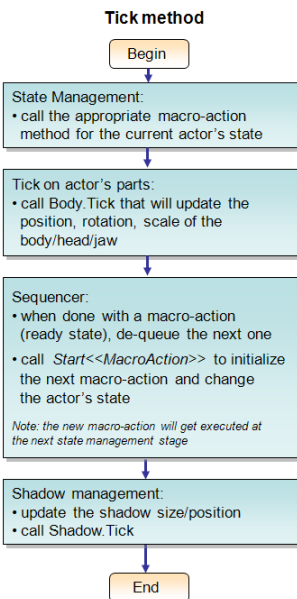 Tick method
Begin
State Management:
• call the appropriate macro-action
method for the current actor's state
Tick on actor's parts:
• call Body.Tick that will update the
position, rotation, scale of the
body/head/jaw
Sequencer:
• when done with a macro-action
(ready state), de-queue the next one
• call Start<<MacroAction>> to initialize
the next macro-action and change
the actor's state
Note: the new macro-action will get executed at
the next state management stage
Shadow management:
• update the shadow size/position
• call Shadow.Tick
End